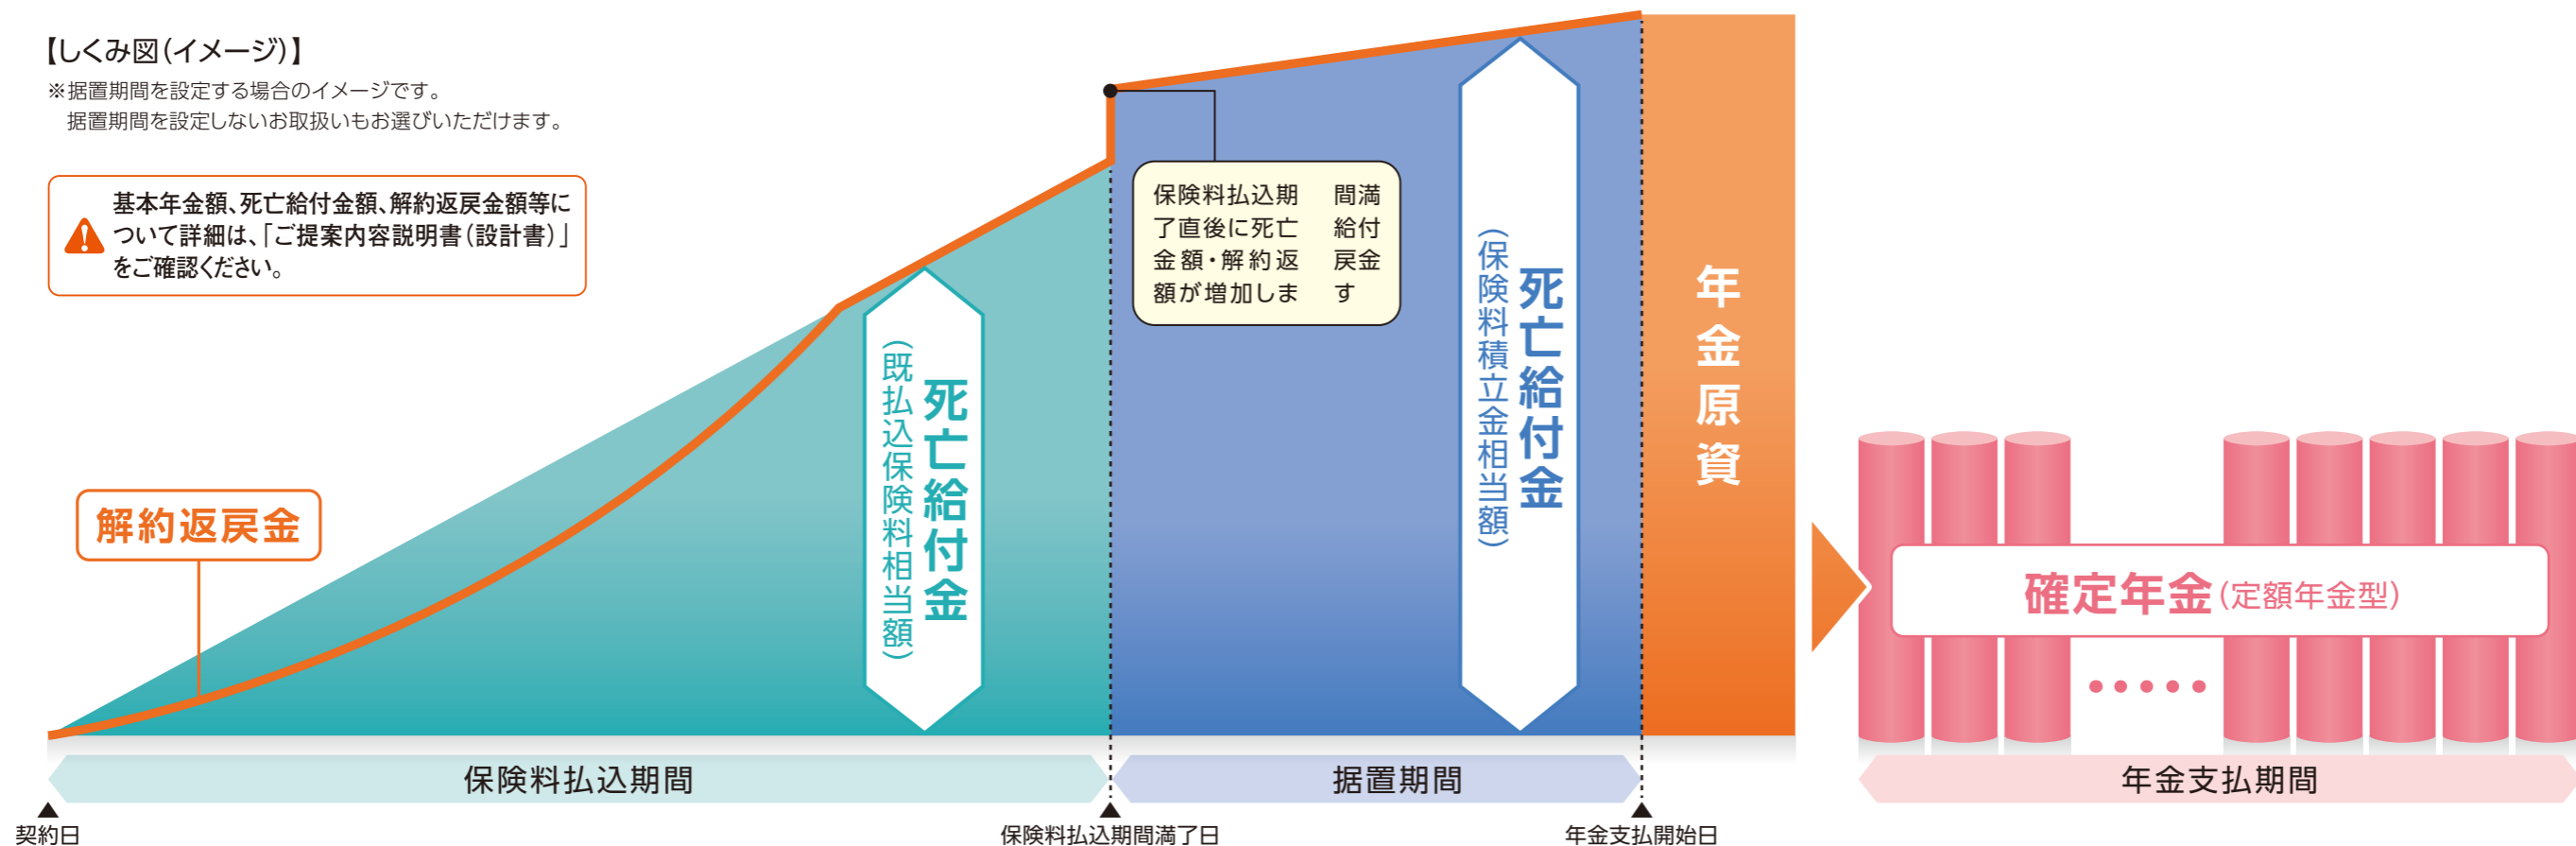 【しくみ図(イメージ)】
※据置期間を設定する場合のイメージです。
据置期間を設定しないお取扱いもお選びいただけます。
基本年金額、死亡給付金額、解約返戻金額等に
ついて詳細は、「ご提案内容説明書(設計書)」
をご確認ください。
解約返戻金
死亡給付金
(既払込保険料相当額)
保険料払込期 間満
了直後に死亡 給付
金額・解約返 戻金
額が増加しま す
死亡給付金
(保険料積立金相当額)
年金原資
確定年金(定額年金型)
保険料払込期間
据置期間
年金支払期間
契約日
保険料払込期間満了日
年金支払開始日